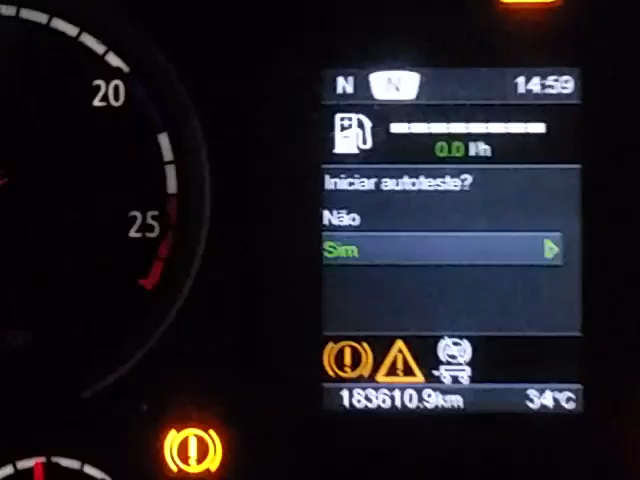 20
25
N N 14:59
0.0 l/h
Iniciar autoteste?
Não
Sim
183610.9km 34°C